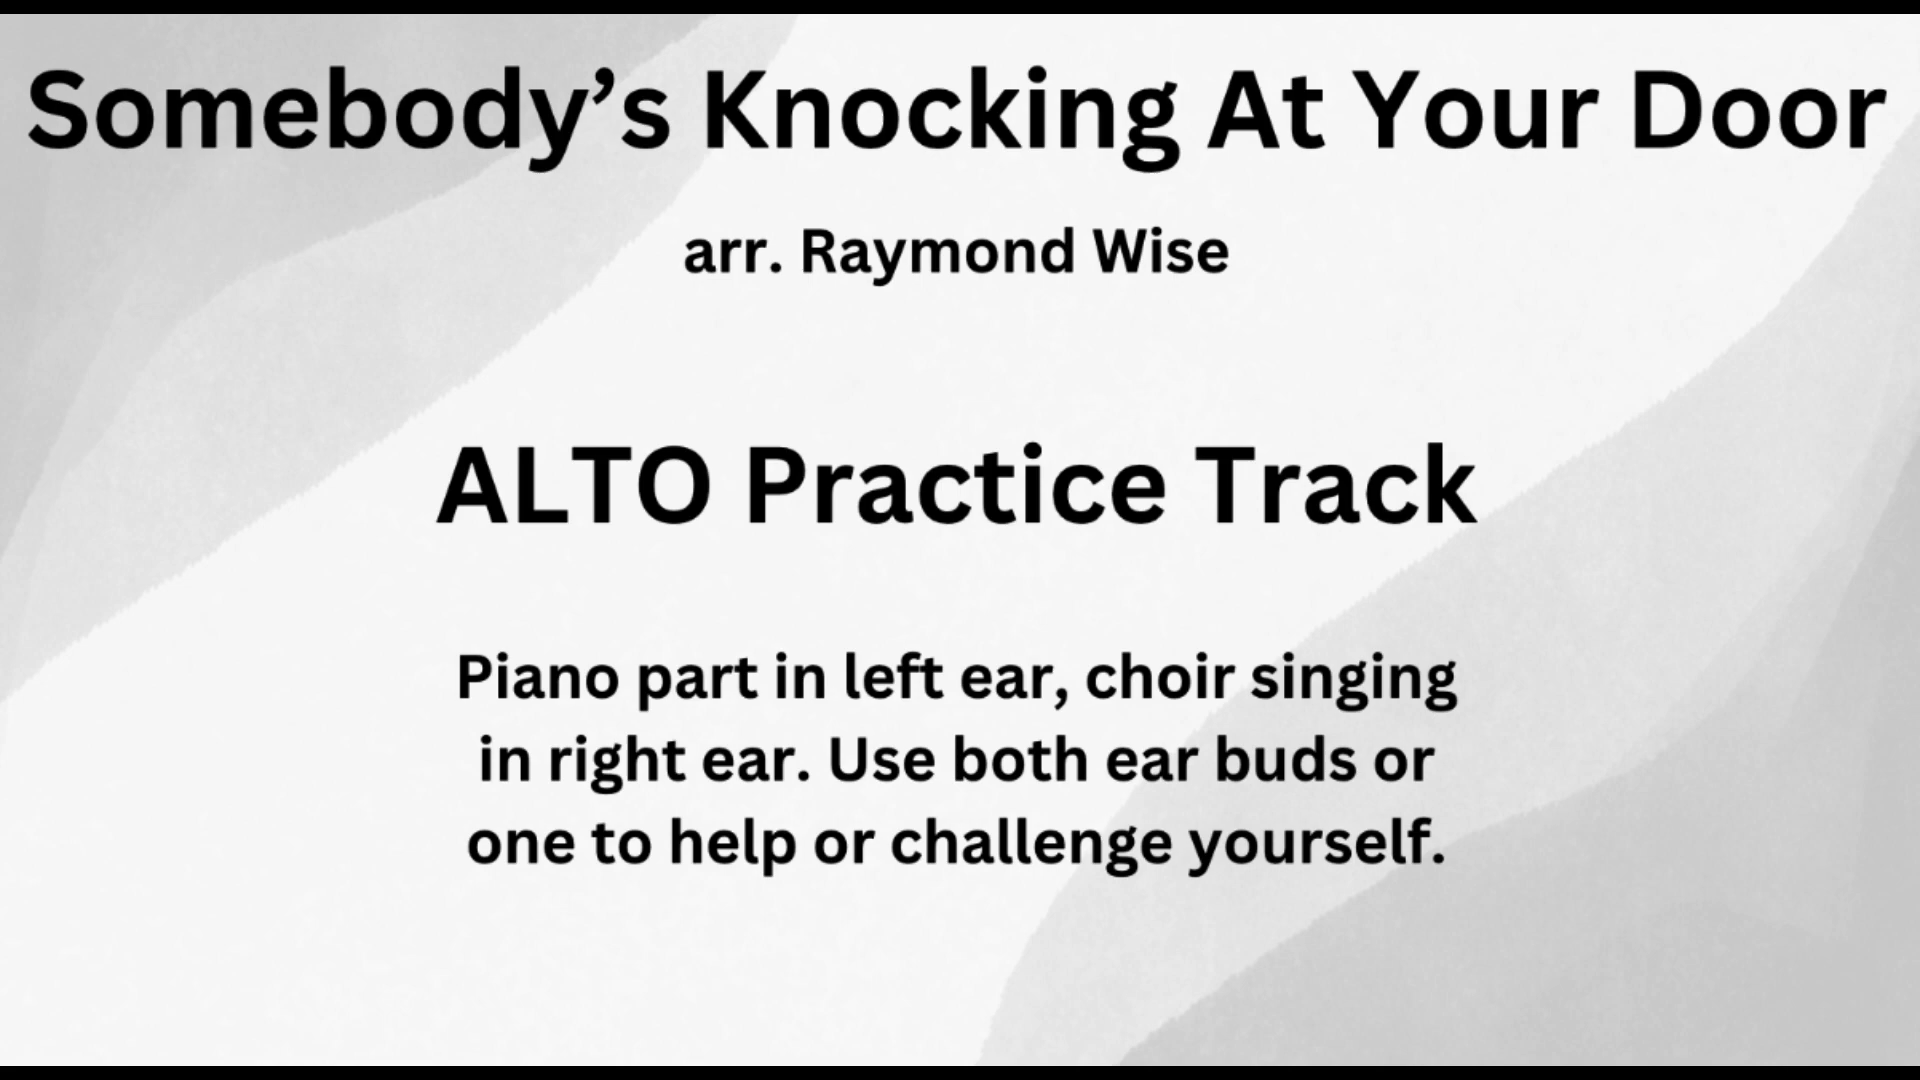 Somebody’s Knocking At Your Door
arr. Raymond Wise
ALTO Practice Track
Piano part in left ear, choir singing
in right ear. Use both ear buds or
one to help or challenge yourself.